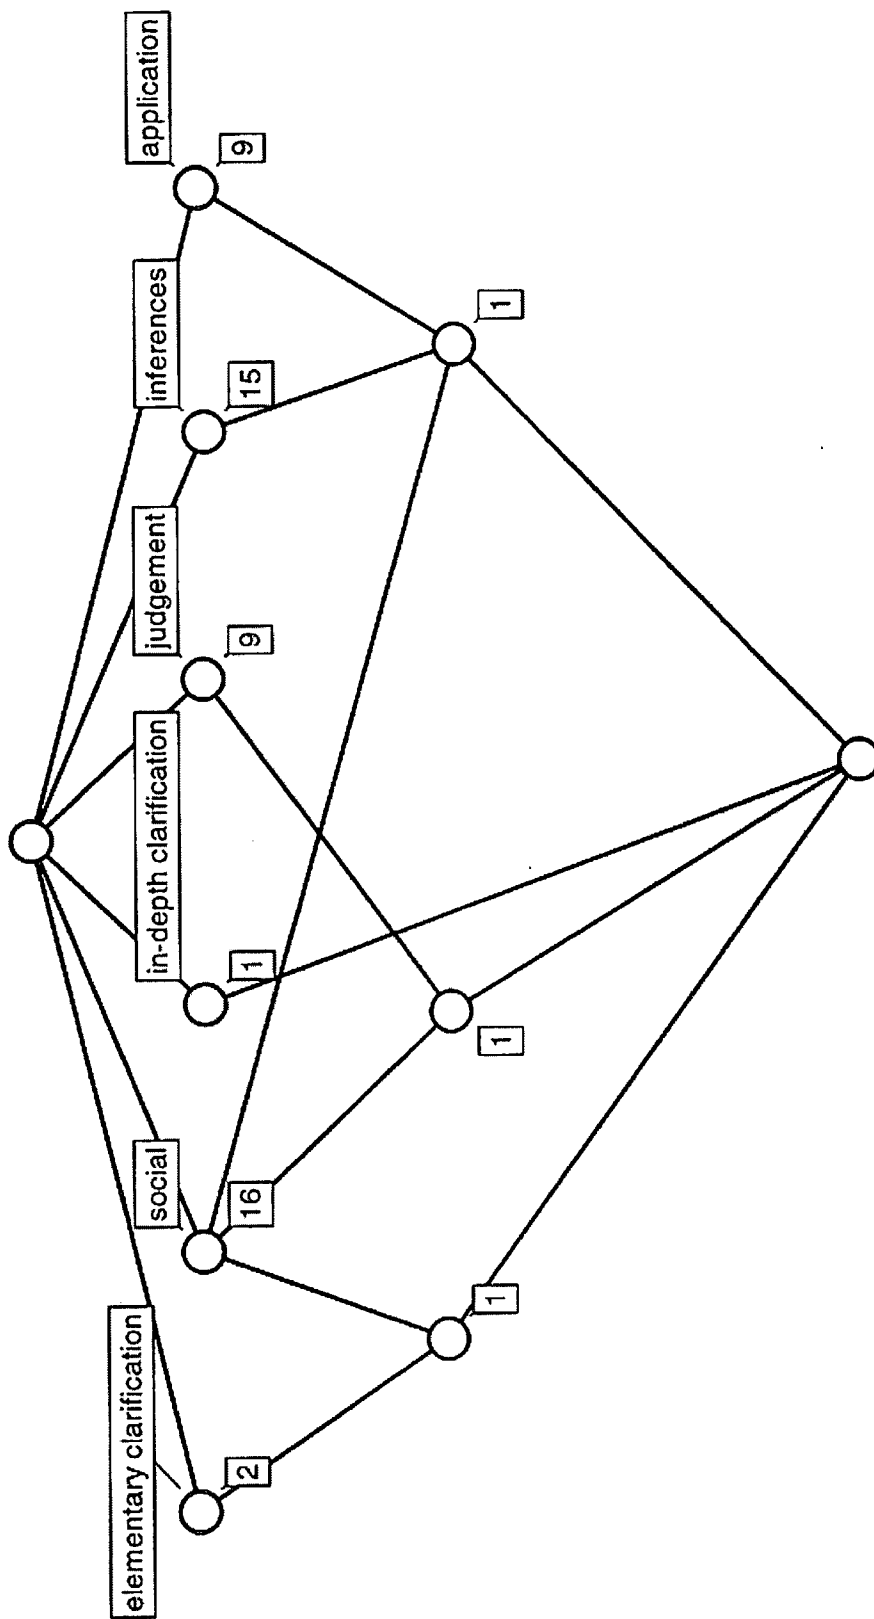 elementary clarification
social
in-depth clarification
judgement
inferences
application
2
16
1
9
15
9
1
1
1